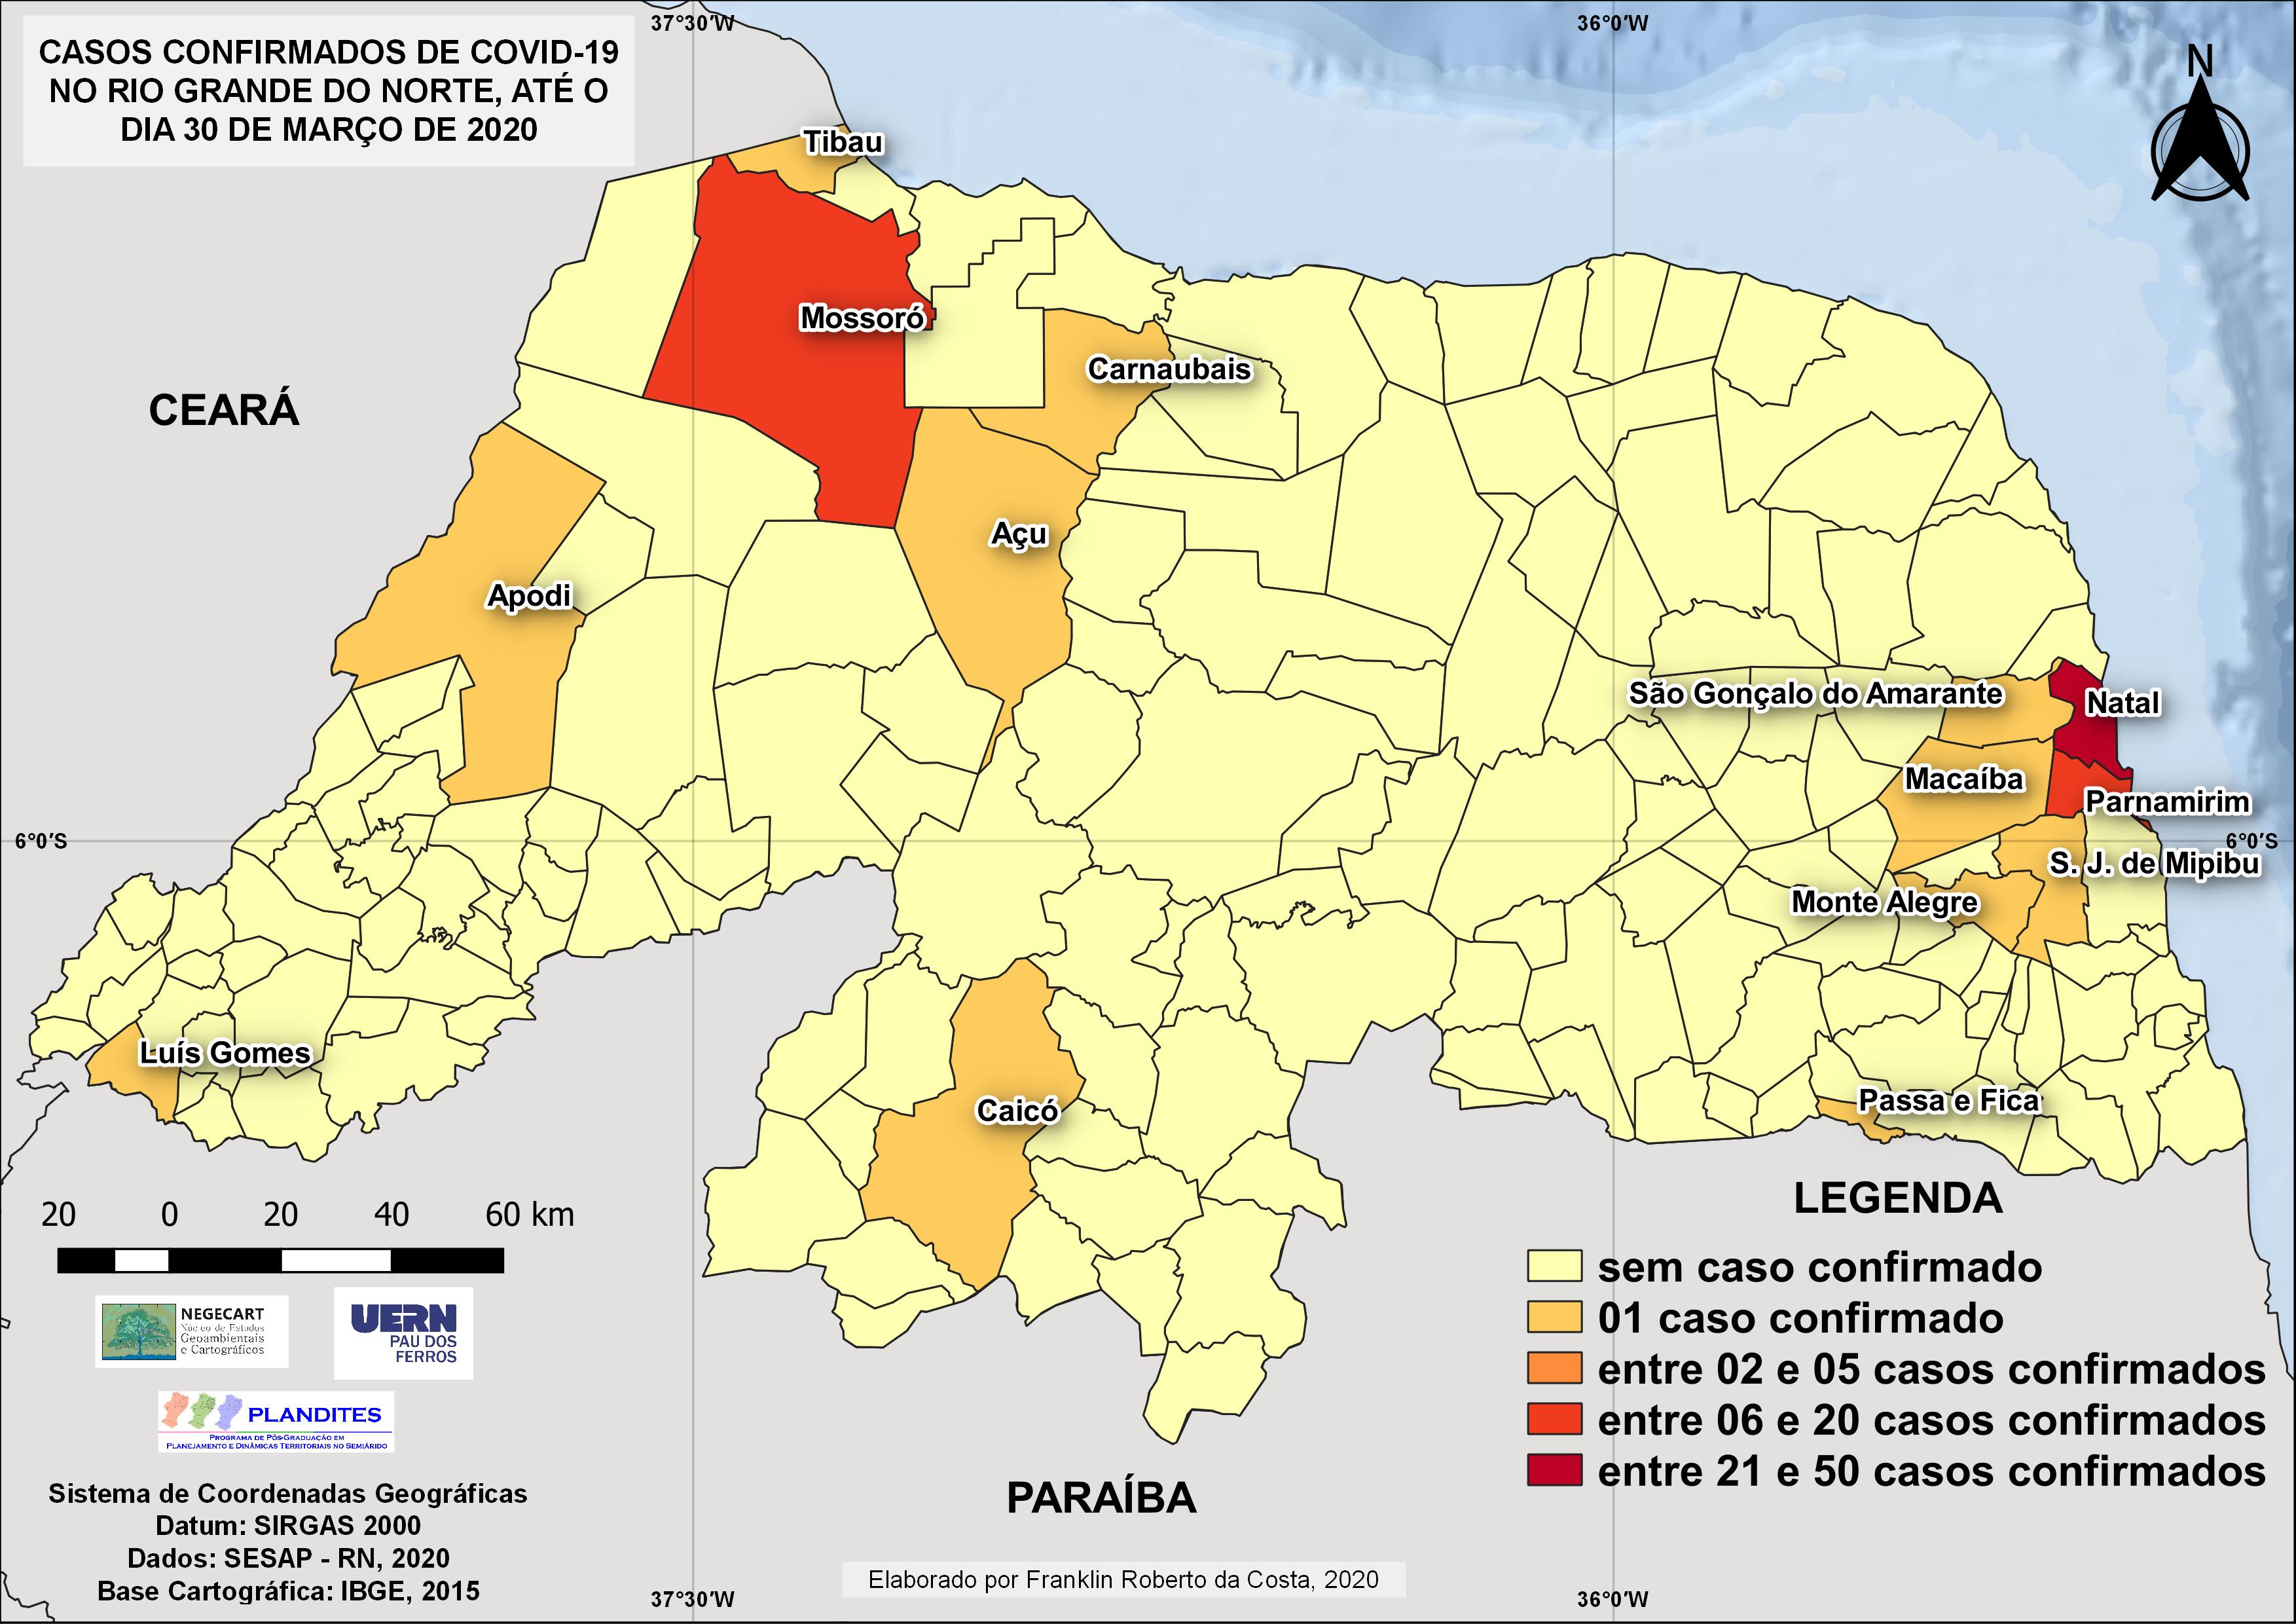 CASOS CONFIRMADOS DE COVID-19
NO RIO GRANDE DO NORTE, ATÉ O
DIA 30 DE MARÇO DE 2020
37°30′W
36°0′W
N
Tibau
Mossoró
Carnaubais
CEARÁ
Açu
Apodi
São Gonçalo do Amarante
Natal
Macaíba
Parnamirim
6°0′S
6°0′S
S. J. de Mipibu
Monte Alegre
Luís Gomes
Passa e Fica
Caicó
20 0 20 40 60 km
NEGECART
Núcleo de Estudos
Geoambientais
e Cartográficos
UERN
PAU DOS
FERROS
PLANDITES
PROGRAMA DE PÓS-GRADUAÇÃO EM
PLANEJAMENTO E DINÂMICAS TERRITORIAIS NO SEMIÁRIDO
Sistema de Coordenadas Geográficas
Datum: SIRGAS 2000
Dados: SESAP - RN, 2020
Base Cartográfica: IBGE, 2015
PARAÍBA
LEGENDA
sem caso confirmado
01 caso confirmado
entre 02 e 05 casos confirmados
entre 06 e 20 casos confirmados
entre 21 e 50 casos confirmados
Elaborado por Franklin Roberto da Costa, 2020
37°30′W
36°0′W